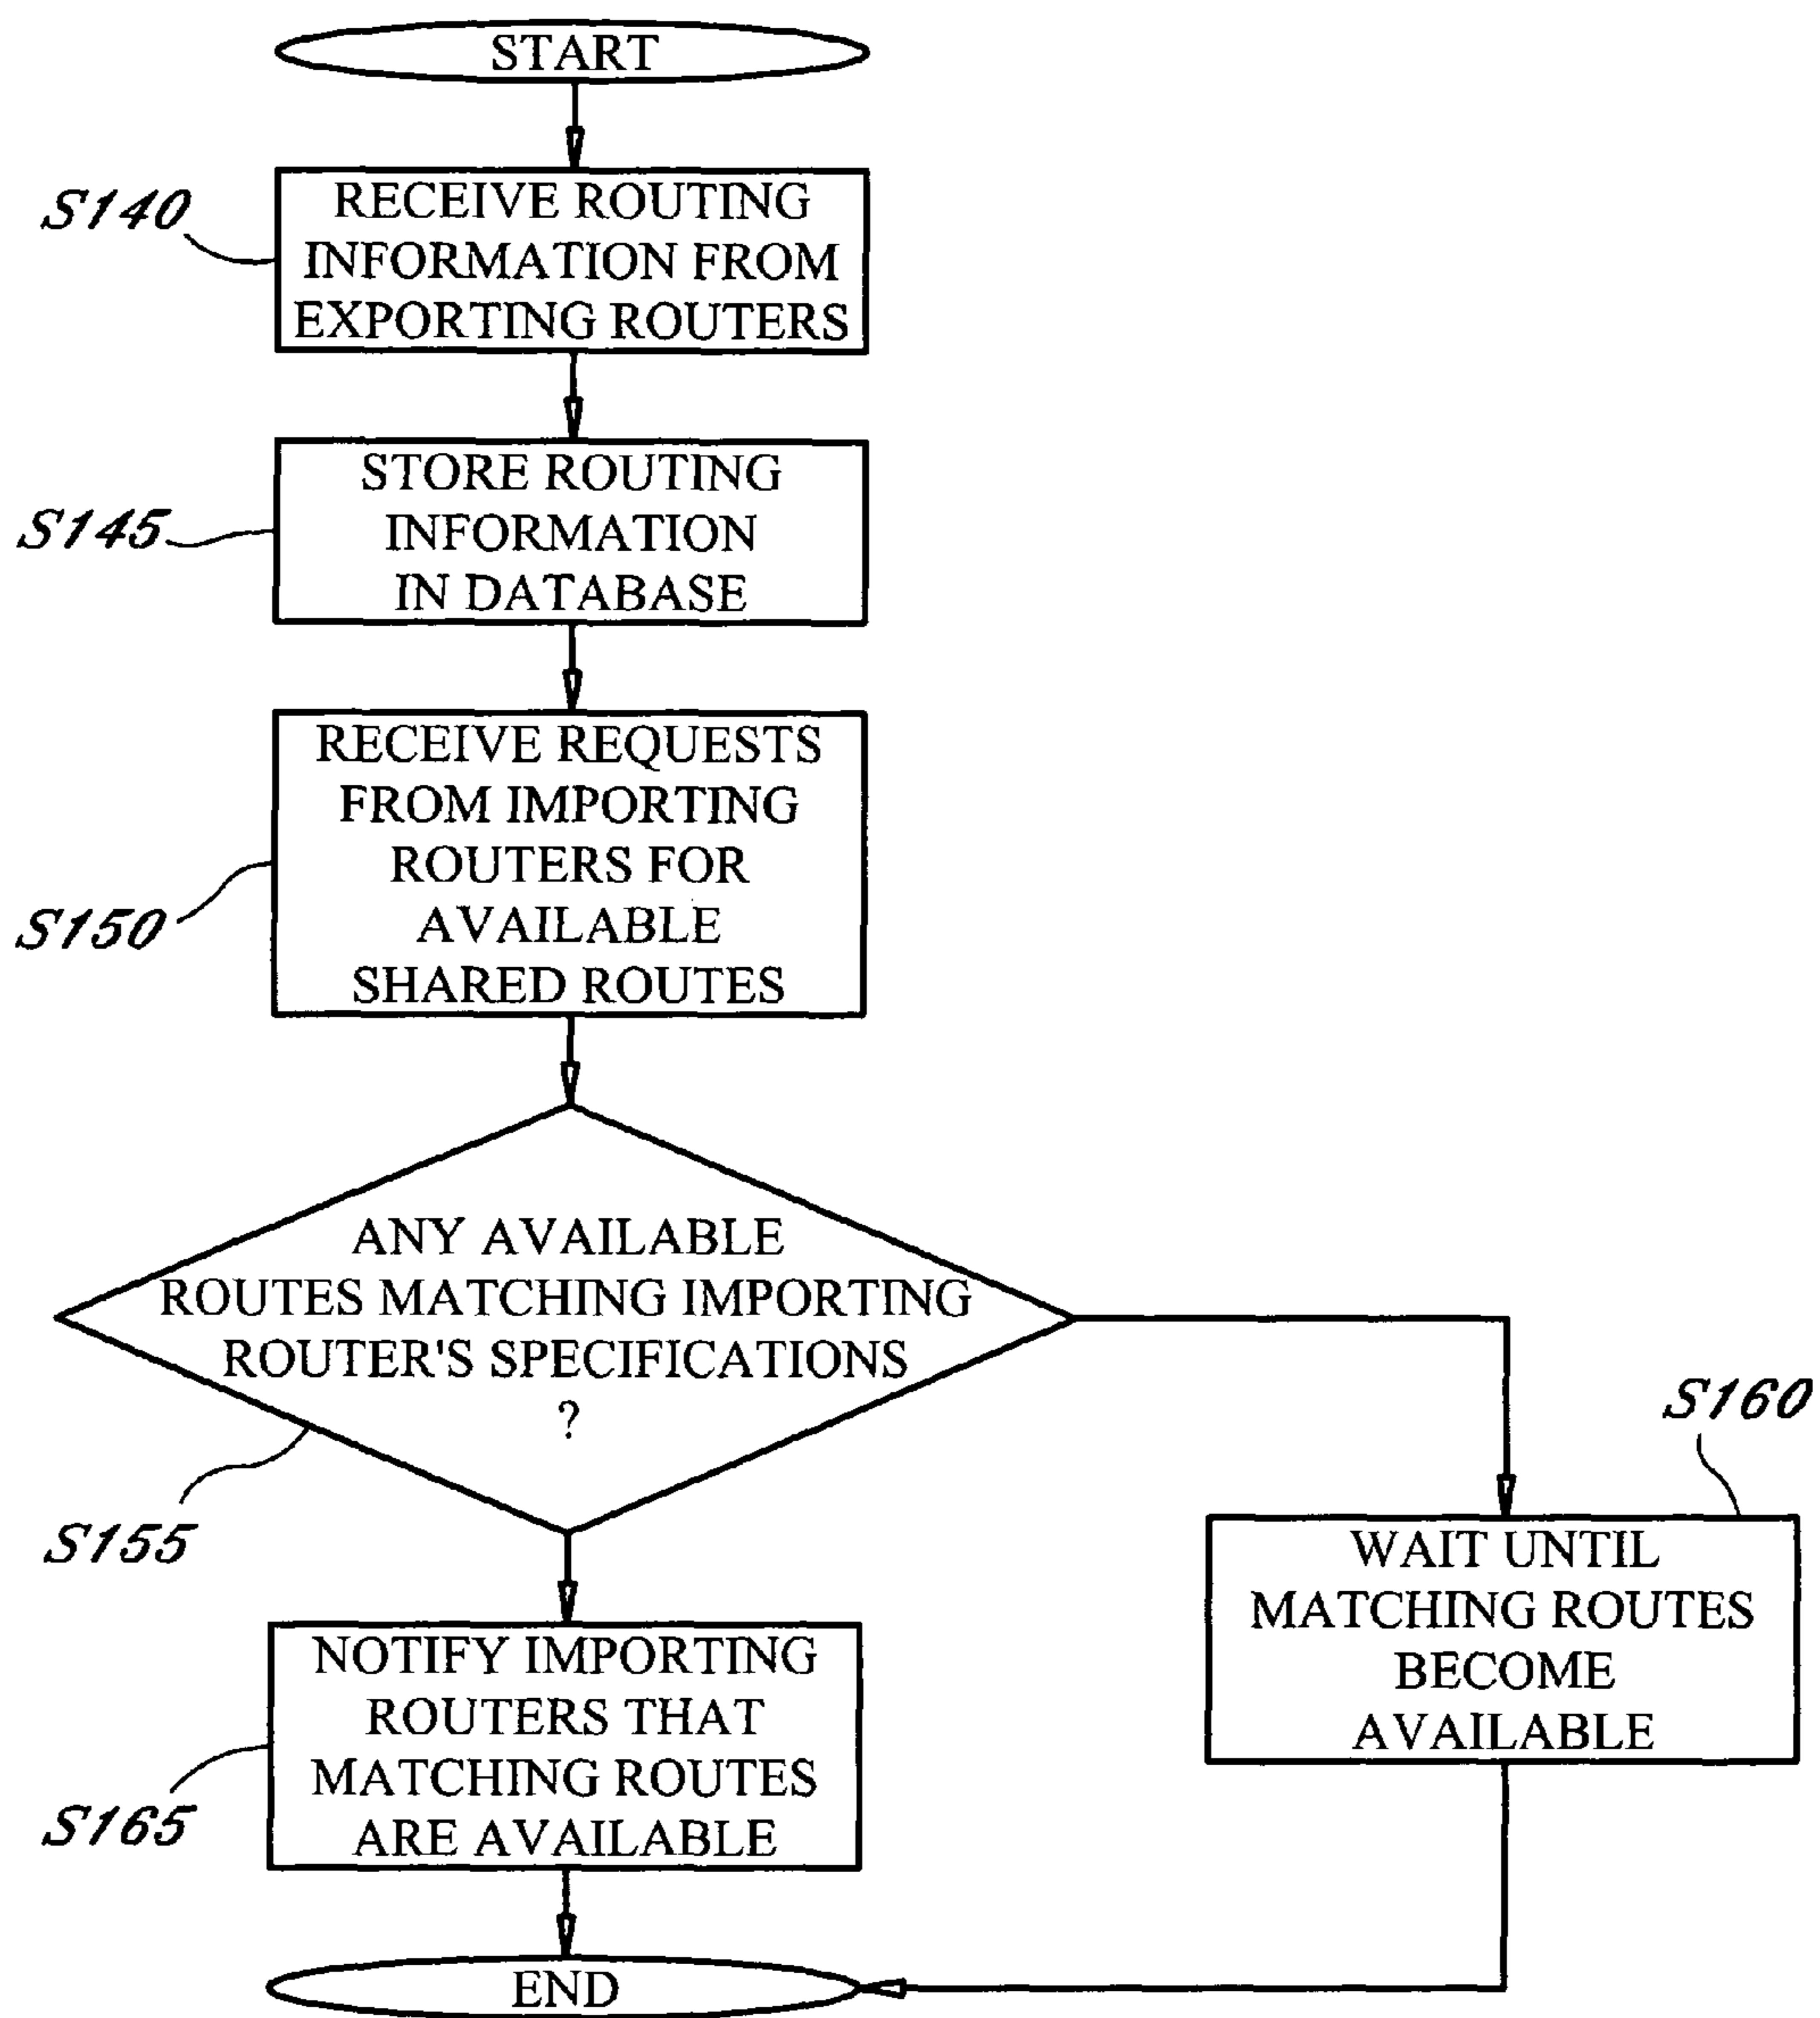 START
S140
RECEIVE ROUTING
INFORMATION FROM
EXPORTING ROUTERS
S145
STORE ROUTING
INFORMATION
IN DATABASE
S150
RECEIVE REQUESTS
FROM IMPORTING
ROUTERS FOR
AVAILABLE
SHARED ROUTES
ANY AVAILABLE
ROUTES MATCHING IMPORTING
ROUTER'S SPECIFICATIONS
?
S155
S160
WAIT UNTIL
MATCHING ROUTES
BECOME
AVAILABLE
NOTIFY IMPORTING
ROUTERS THAT
MATCHING ROUTES
ARE AVAILABLE
S165
END